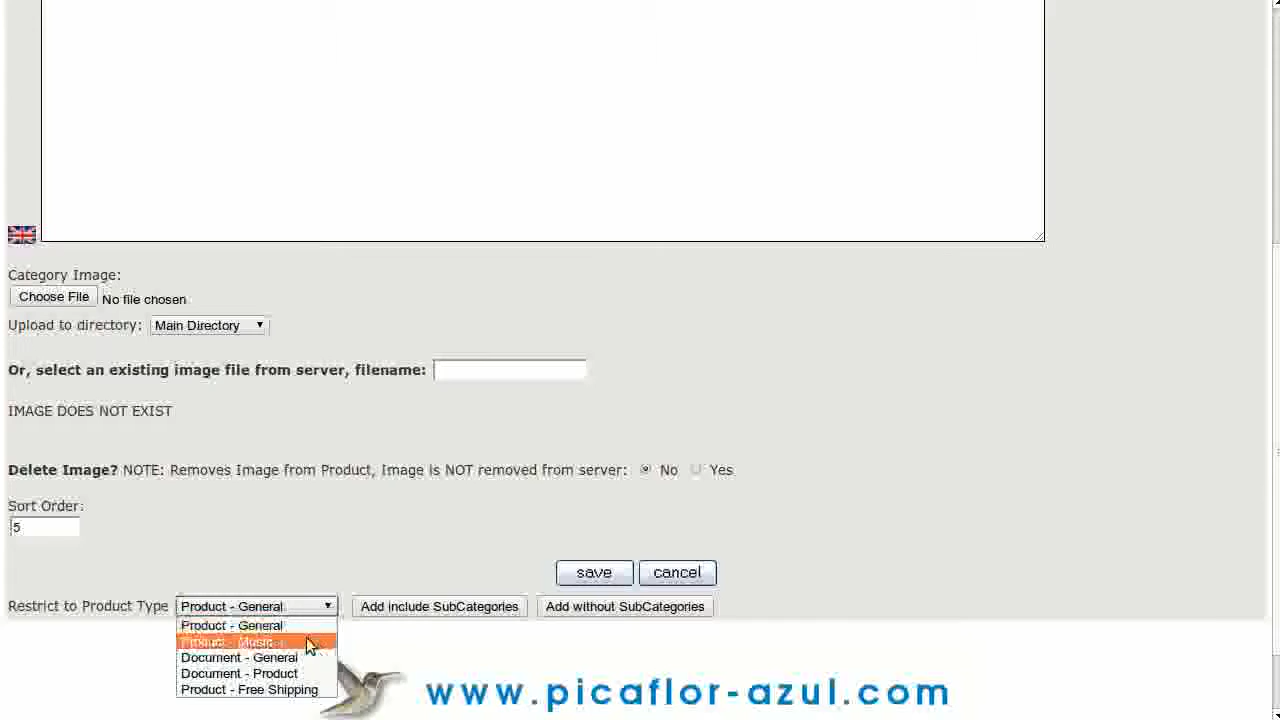 Category Image:
Choose File No file chosen
Upload to directory: Main Directory
Or, select an existing image file from server, filename:
IMAGE DOES NOT EXIST
Delete Image? NOTE: Removes Image from Product, Image is NOT removed from server: No Yes
Sort Order:
5
save cancel
Restrict to Product Type Product - General Add include SubCategories Add without SubCategories
Product - General
Product - Music
Document - General
Document - Product
Product - Free Shipping
www.picaflor-azul.com